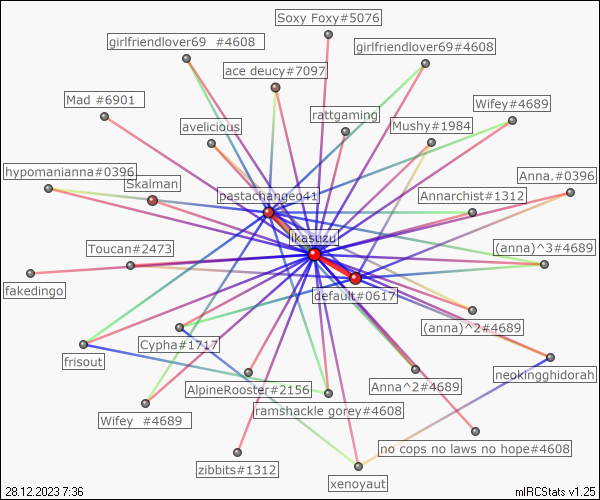 Soxy Foxy#5076
girlfriendlover69 #4608
girlfriendlover69#4608
ace deucy#7097
Mad #6901
rattgaming
Wifey#4689
avelicious
Mushy#1984
hypomanianna#0396
Skalman
Anna.#0396
pastachangeo41
Annarchist#1312
ikasuzu
Toucan#2473
(anna)^3#4689
fakedingo
default#0617
(anna)^2#4689
Cypha#1717
frisout
neokingghidorah
AlpineRooster#2156
Anna^2#4689
ramshackle gorey#4608
Wifey #4689
no cops no laws no hope#4608
zibbits#1312
xenoyaut
28.12.2023 7:36
mIRCStats v1.25